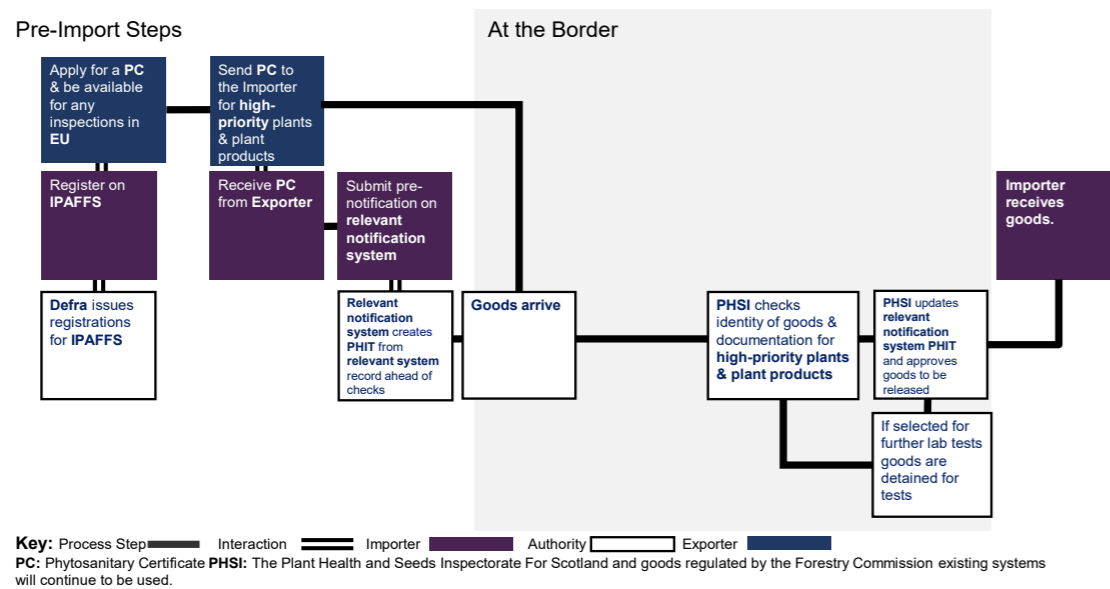 Pre-Import Steps
At the Border
Apply for a PC
& be available
for any
inspections in
EU
Send PC to
the Importer
for high-
priority plants
& plant
products
Register on
IPAFFS
Receive PC
from Exporter
Submit pre-
notification on
relevant
notification
system
Importer
receives
goods.
Defra issues
registrations
for IPAFFS
Relevant
notification
system creates
PHIT from
relevant system
record ahead of
checks
Goods arrive
PHSI checks
identity of goods &
documentation for
high-priority plants
& plant products
PHSI updates
relevant
notification
system PHIT
and approves
goods to be
released
If selected for
further lab tests
goods are
detained for
tests
Key: Process Step Interaction Importer Authority Exporter
PC: Phytosanitary Certificate PHSI: The Plant Health and Seeds Inspectorate For Scotland and goods regulated by the Forestry Commission existing systems
will continue to be used.